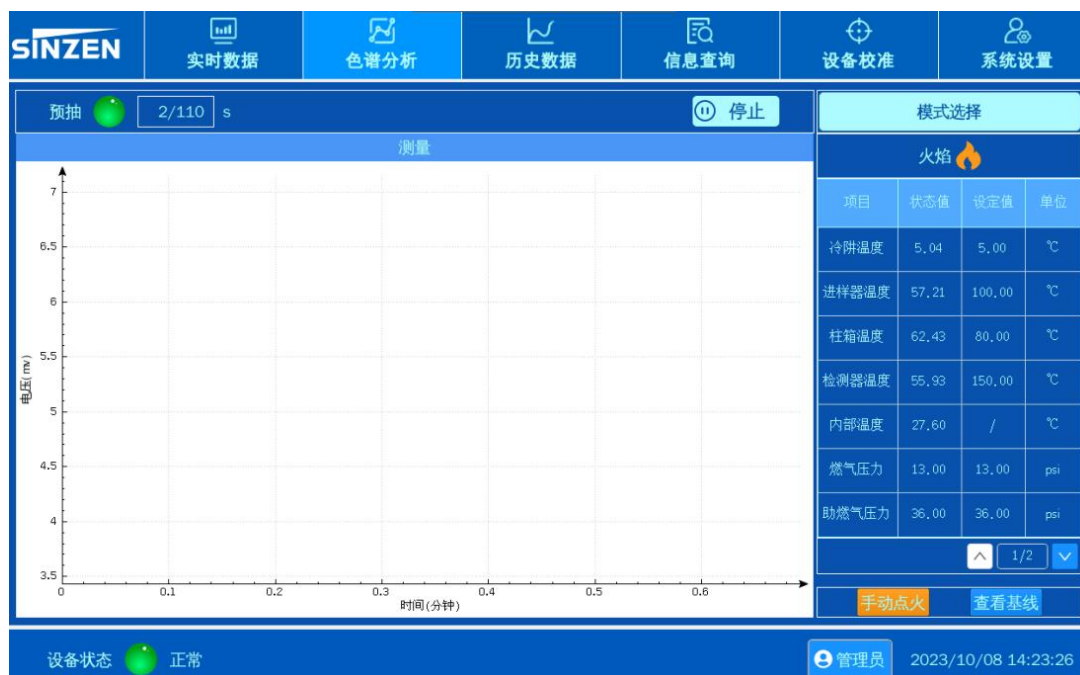 SINZEN
实时数据
色谱分析
历史数据
信息查询
设备校准
系统设置
预抽 2/110 s 停止
模式选择
测量
火焰
项目 状态值 设定值 单位
冷阱温度 5.04 5.00 ℃
进样器温度 57.21 100.00 ℃
柱箱温度 62.43 80.00 ℃
检测器温度 55.93 150.00 ℃
内部温度 27.60 / ℃
燃气压力 13.00 13.00 psi
助燃气压力 36.00 36.00 psi
1/2
手动点火 查看基线
7
6.5
6
5.5
5
4.5
4
3.5
电压(mv)
0 0.1 0.2 0.3 0.4 0.5 0.6
时间(分钟)
设备状态 正常 管理员 2023/10/08 14:23:26